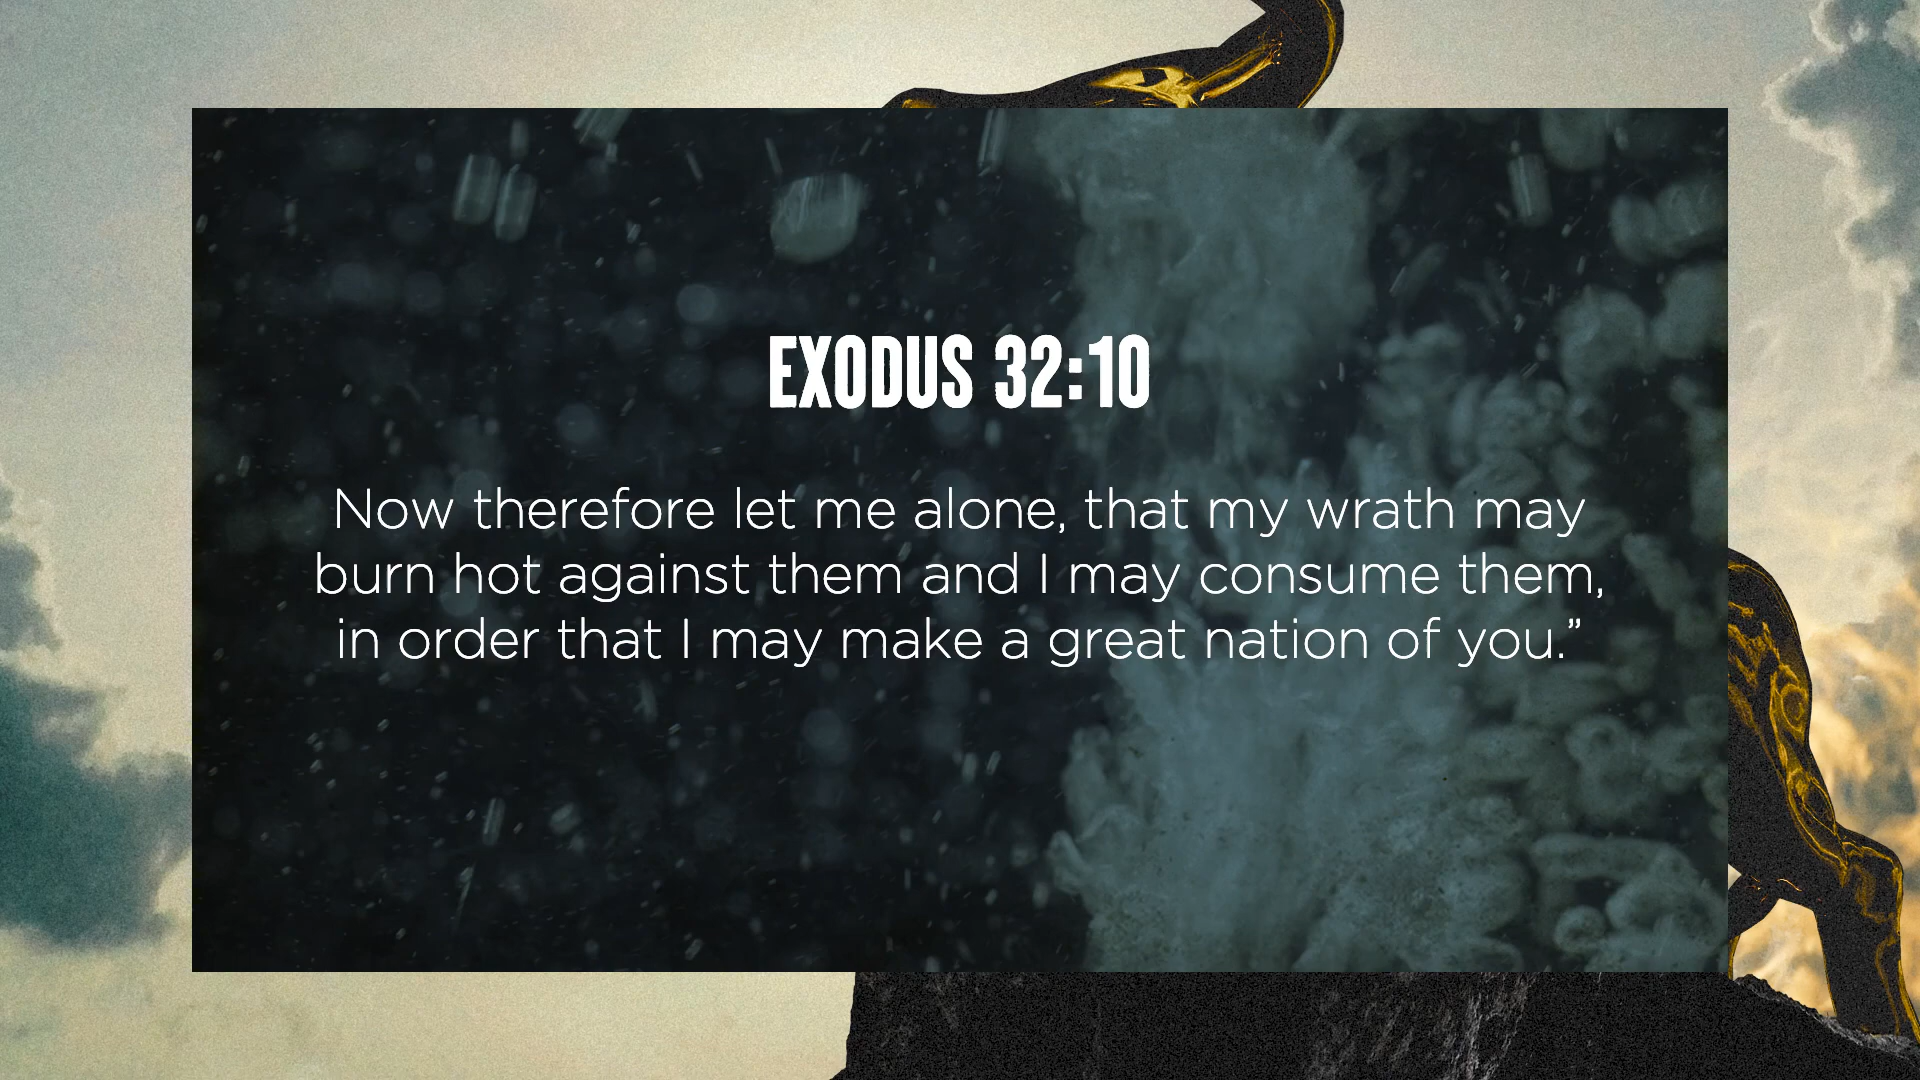 EXODUS 32:10
Now therefore let me alone, that my wrath may
burn hot against them and I may consume them,
in order that I may make a great nation of you.”